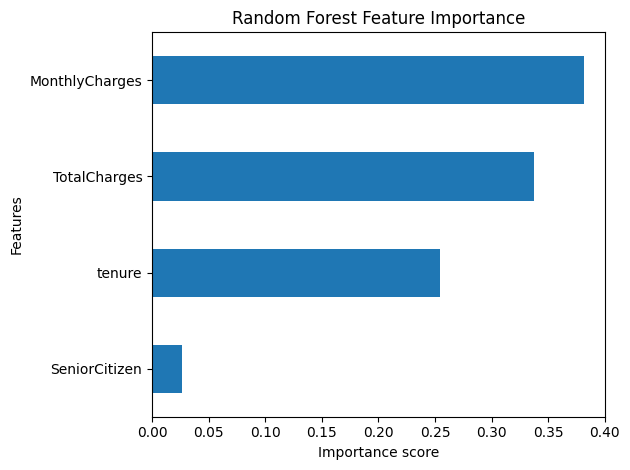 Random Forest Feature Importance
MonthlyCharges
TotalCharges
tenure
SeniorCitizen
Features
0.00 0.05 0.10 0.15 0.20 0.25 0.30 0.35 0.40
Importance score